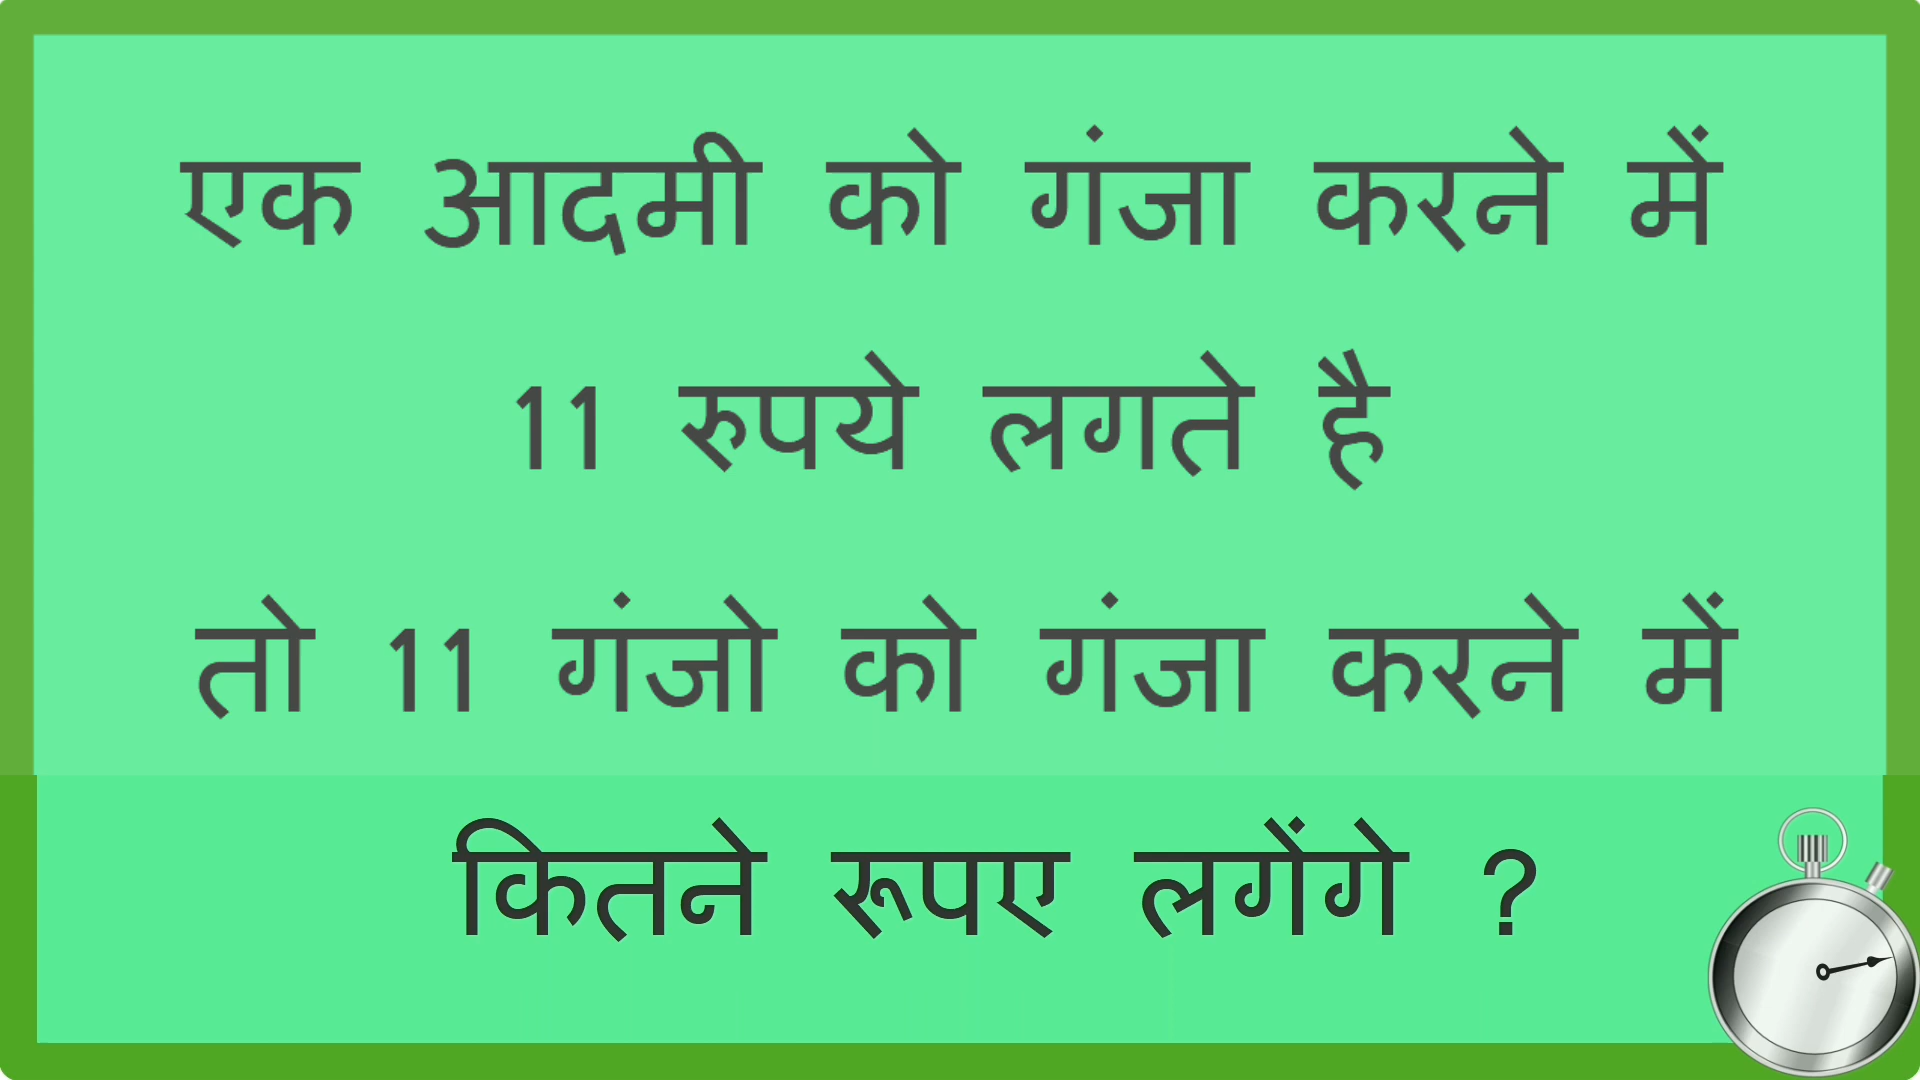 एक आदमी को गंजा करने में
11 रुपये लगते है
तो 11 गंजो को गंजा करने में
कितने रूपए लगेंगे ?